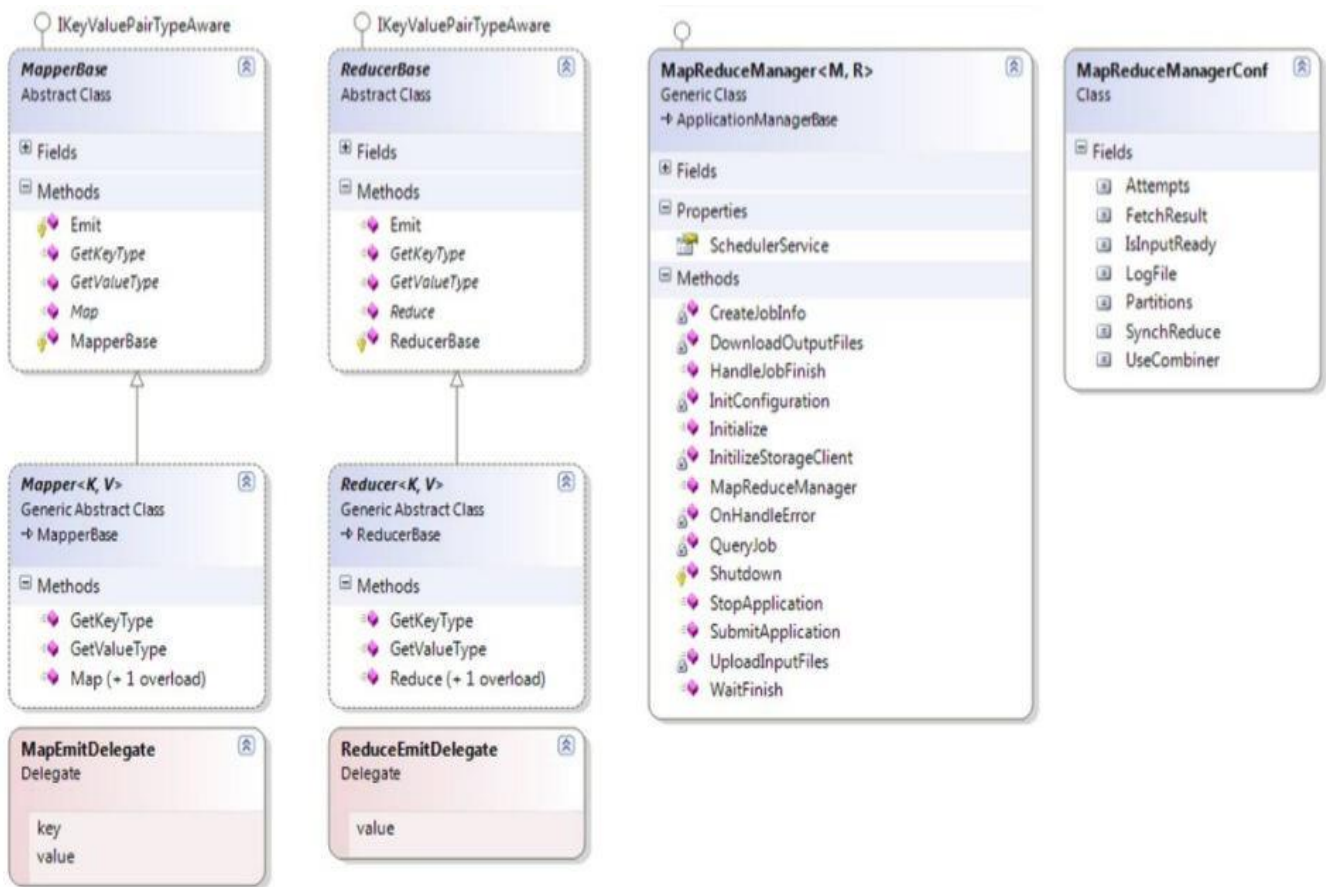 IKeyValuePairTypeAware
MapperBase
Abstract Class
Fields
Methods
Emit
GetKeyType
GetValueType
Map
MapperBase
Mapper<K, V>
Generic Abstract Class
MapperBase
Methods
GetKeyType
GetValueType
Map (+ 1 overload)
MapEmitDelegate
Delegate
key
value
IKeyValuePairTypeAware
ReducerBase
Abstract Class
Fields
Methods
Emit
GetKeyType
GetValueType
Reduce
ReducerBase
Reducer<K, V>
Generic Abstract Class
ReducerBase
Methods
GetKeyType
GetValueType
Reduce (+ 1 overload)
ReduceEmitDelegate
Delegate
value
MapReduceManager<M, R>
Generic Class
ApplicationManagerBase
Fields
Properties
SchedulerService
Methods
CreateJobInfo
DownloadOutputFiles
HandleJobFinish
InitConfiguration
Initialize
InitilizeStorageClient
MapReduceManager
OnHandleError
QueryJob
Shutdown
StopApplication
SubmitApplication
UploadInputFiles
WaitFinish
MapReduceManagerConf
Class
Fields
Attempts
FetchResult
IsInputReady
LogFile
Partitions
SynchReduce
UseCombiner